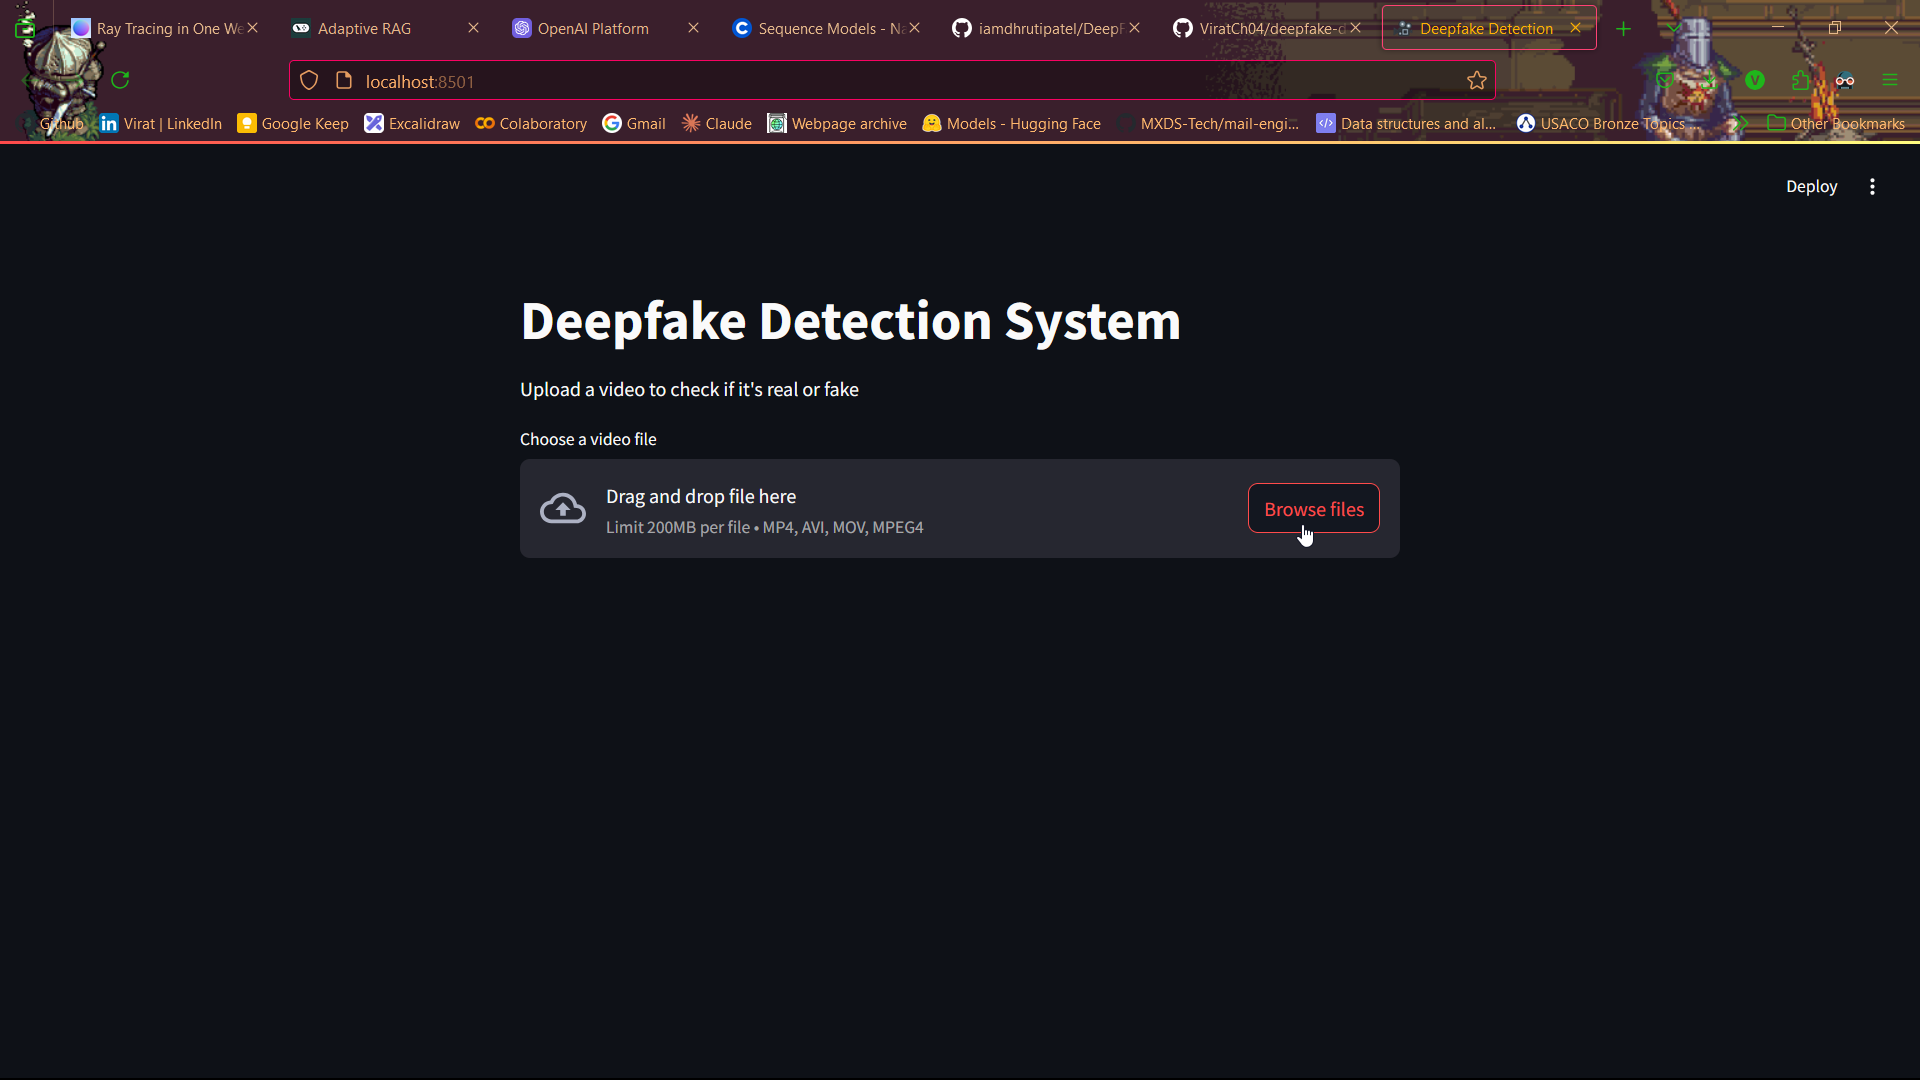 Ray Tracing in One We
Adaptive RAG
OpenAI Platform
Sequence Models - Na
iamdhrutipatel/DeepF
ViratCh04/deepfake-d
Deepfake Detection
localhost:8501
Github
Virat | LinkedIn
Google Keep
Excalidraw
Colaboratory
Gmail
Claude
Webpage archive
Models - Hugging Face
MXDS-Tech/mail-engi...
Data structures and al...
USACO Bronze Topics ...
Other Bookmarks
Deploy
Deepfake Detection System
Upload a video to check if it's real or fake
Choose a video file
Drag and drop file here
Limit 200MB per file • MP4, AVI, MOV, MPEG4
Browse files